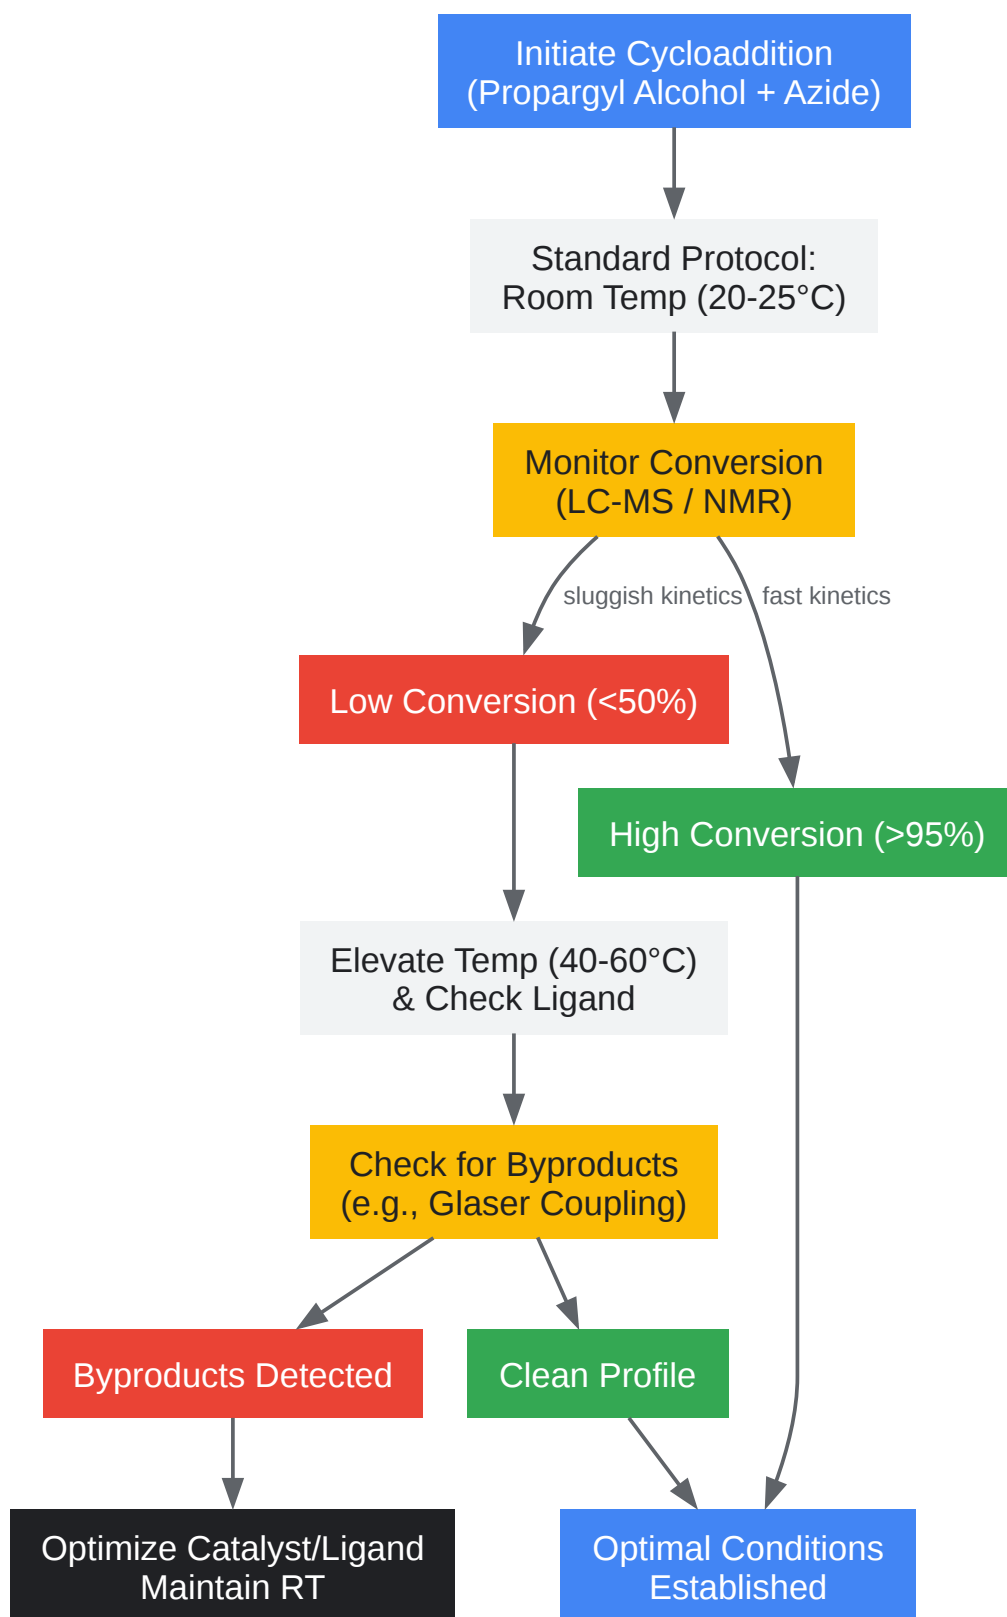 Initiate Cycloaddition
(Propargyl Alcohol + Azide)
Standard Protocol:
Room Temp (20-25°C)
Monitor Conversion
(LC-MS / NMR)
sluggish kinetics
fast kinetics
Low Conversion (<50%)
High Conversion (>95%)
Elevate Temp (40-60°C)
& Check Ligand
Check for Byproducts
(e.g., Glaser Coupling)
Byproducts Detected
Clean Profile
Optimize Catalyst/Ligand
Maintain RT
Optimal Conditions
Established